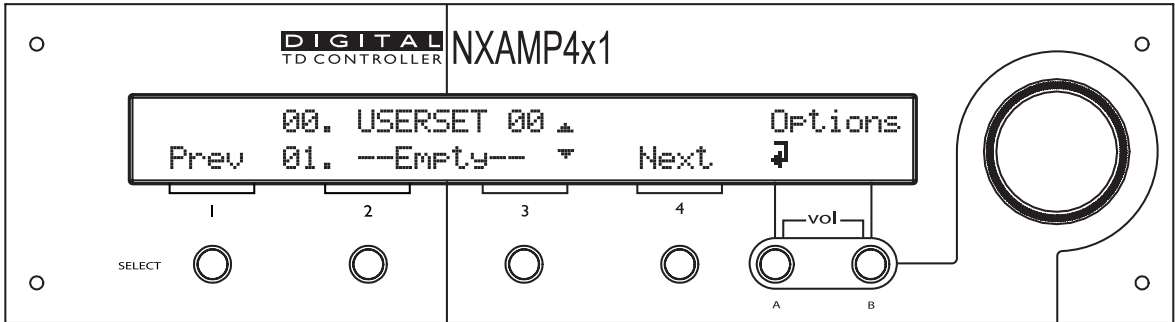 DIGITAL NXAMP4x1
TD CONTROLLER
00. USERSET 00 Options
Prev 01. --Empty-- Next
1 2 3 4 vol
SELECT
A B